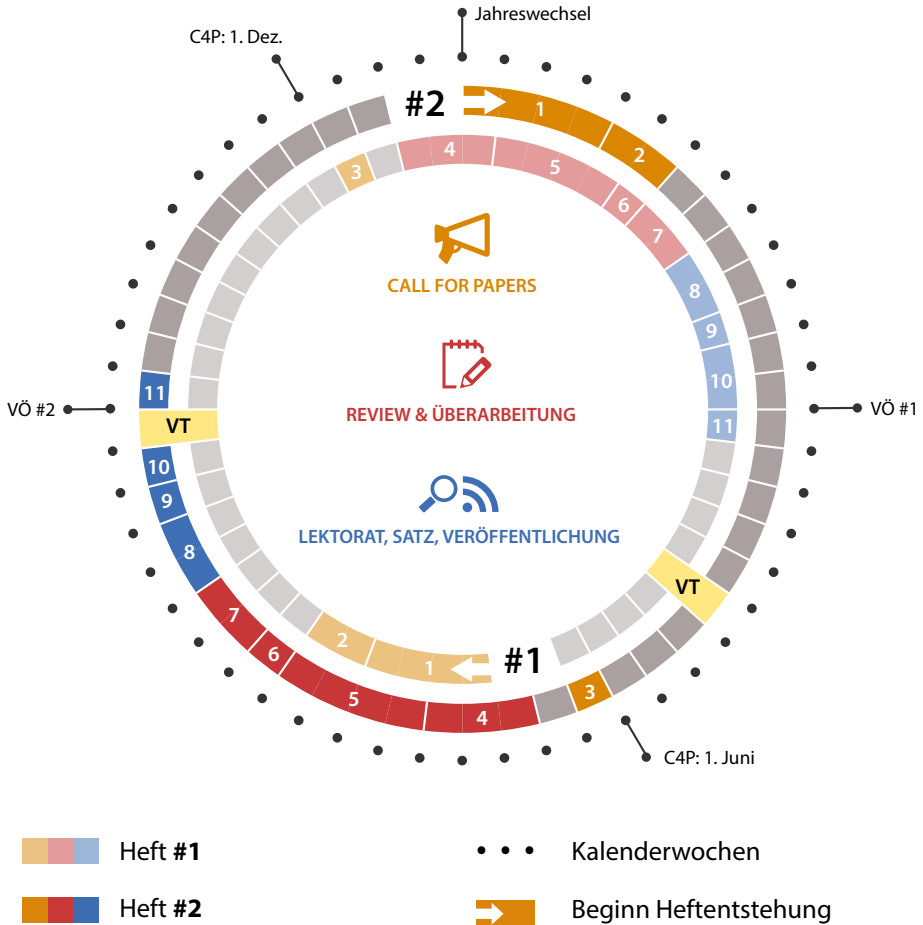 Jahreswechsel
C4P: 1. Dez.
#2
1
2
3
4
5
6
7
8
9
10
11
CALL FOR PAPERS
REVIEW & ÜBERARBEITUNG
LEKTORAT, SATZ, VERÖFFENTLICHUNG
VÖ #2
VÖ #1
11
VT
10
9
8
7
6
5
4
3
VT
2
1
#1
C4P: 1. Juni
Heft #1
Kalenderwochen
Heft #2
Beginn Heftentstehung